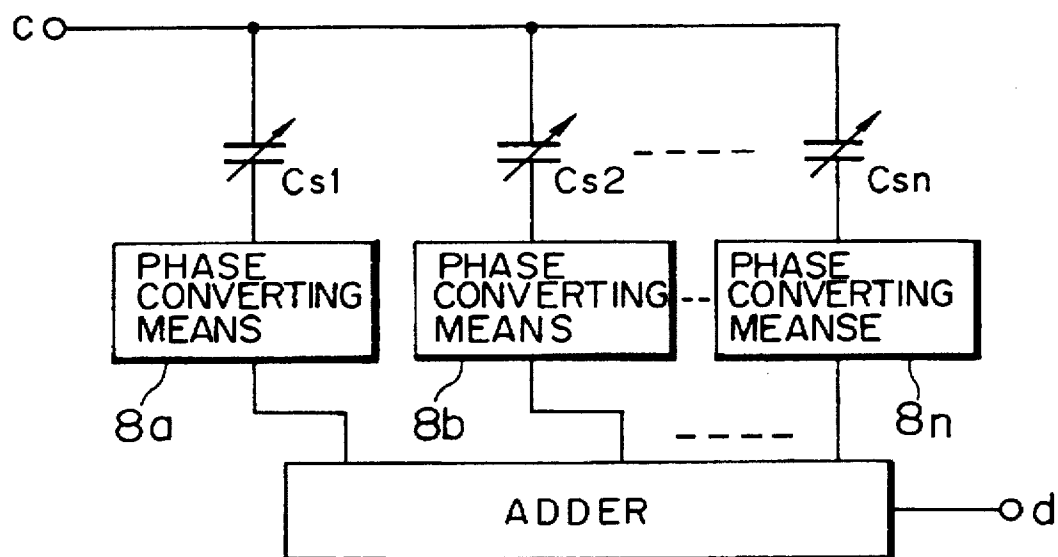 c
Cs1
Cs2
Csn
PHASE
CONVERTING
MEANS
PHASE
CONVERTING
MEANS
PHASE
CONVERTING
MEANSE
8a
8b
8n
ADDER
d